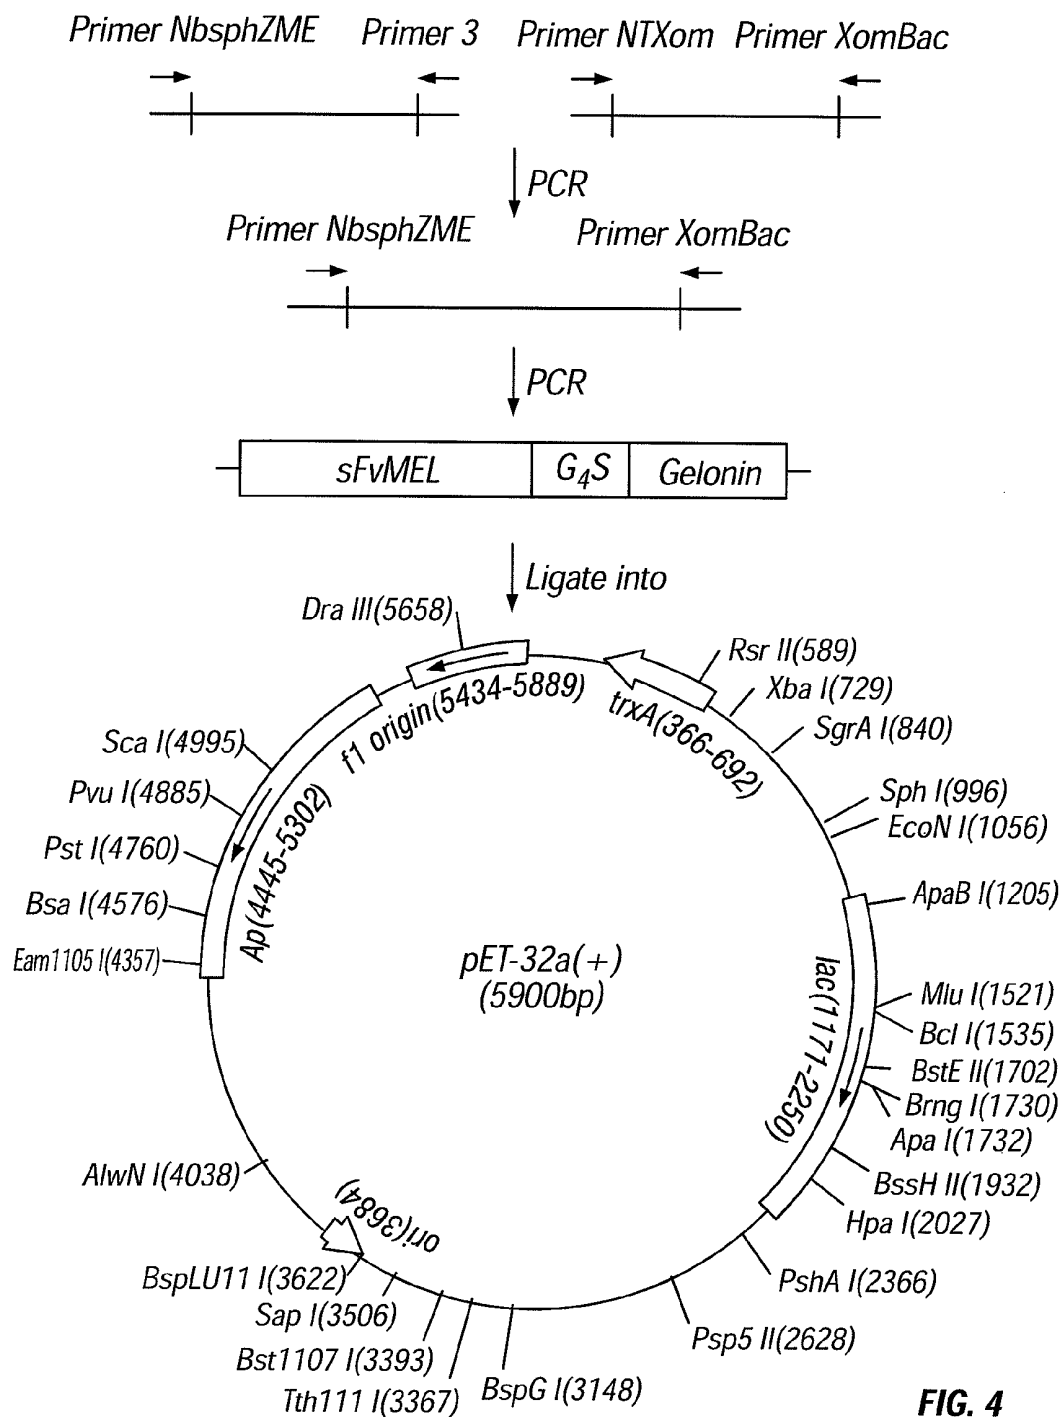 Primer NbsphZME Primer 3 Primer NTXom Primer XomBac
PCR
Primer NbsphZME Primer XomBac
PCR
sFvMEL G4S Gelonin
Ligate into
Dra III(5658)
Rsr II(589)
Xba I(729)
SgrA I(840)
Sph I(996)
EcoN I(1056)
ApaB I(1205)
Mlu I(1521)
Bcl I(1535)
BstE II(1702)
Brng I(1730)
Apa I(1732)
BssH II(1932)
Hpa I(2027)
PshA I(2366)
Psp5 II(2628)
BspG I(3148)
Tth111 I(3367)
Bst1107 I(3393)
Sap I(3506)
BspLU11 I(3622)
AlwN I(4038)
Eam1105 I(4357)
Bsa I(4576)
Pst I(4760)
Pvu I(4885)
Sca I(4995)
f1 origin(5434-5889)
trxA(366-692)
Ap(4445-5302)
lac(1171-2250)
ori(3684)
pET-32a(+)
(5900bp)
FIG. 4